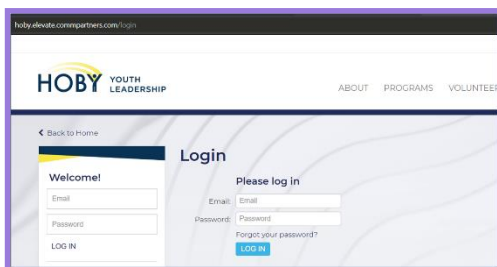 hoby.elevate.commpartners.com/login
HOBY YOUTH LEADERSHIP
ABOUT PROGRAMS VOLUNTEER
Back to Home
Welcome!
Email
Password
LOG IN
Login
Please log in
Email: Email
Password: Password
Forgot your password?
LOG IN